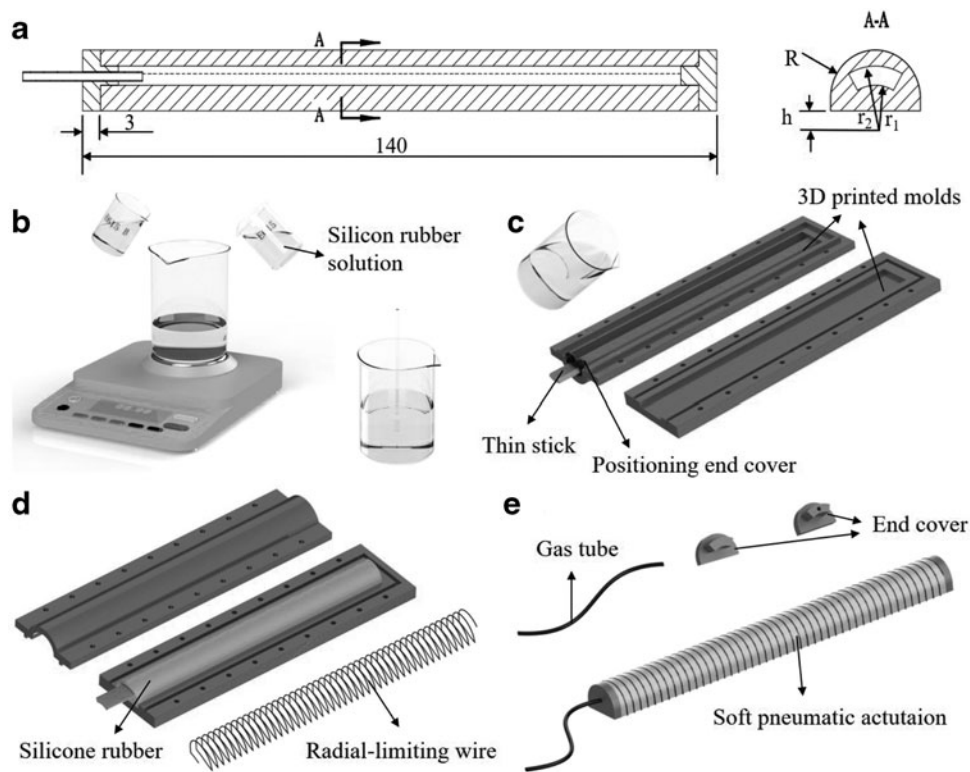 a
A
A-A
R
h
r₂
r₁
A
3
140
b
Silicon rubber
solution
c
3D printed molds
Thin stick
Positioning end cover
d
Silicone rubber
Radial-limiting wire
e
Gas tube
End cover
Soft pneumatic actutaion